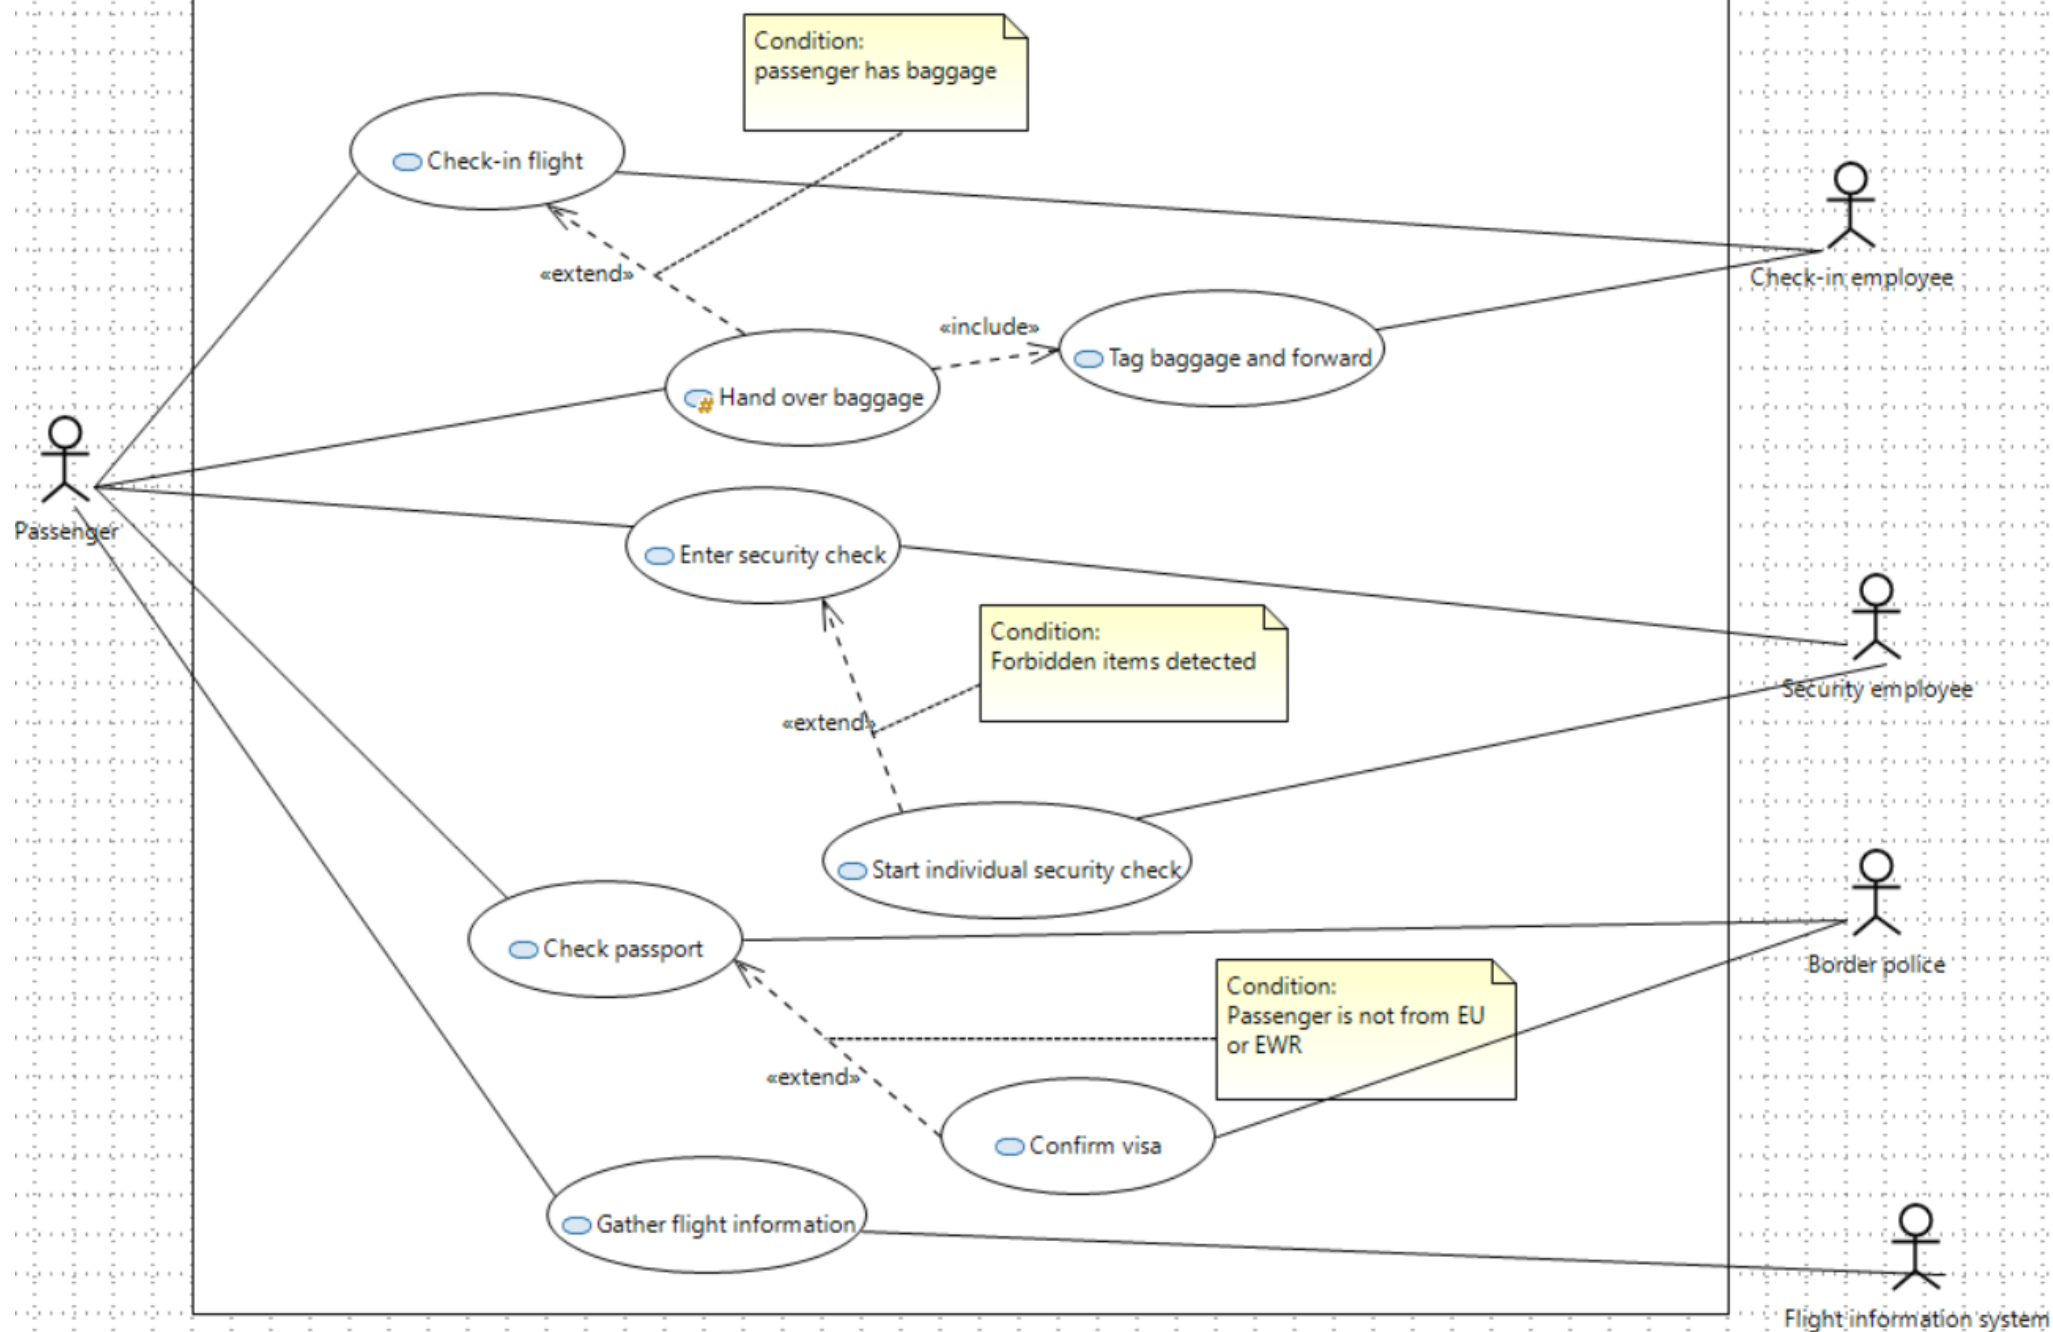 Condition:
passenger has baggage
Check-in flight
«extend»
Check-in employee
«include»
Tag baggage and forward
Hand over baggage
Passenger
Enter security check
Condition:
Forbidden items detected
Security employee
«extend»
Start individual security check
Check passport
Border police
Condition:
Passenger is not from EU
or EWR
«extend»
Confirm visa
Gather flight information
Flight information system